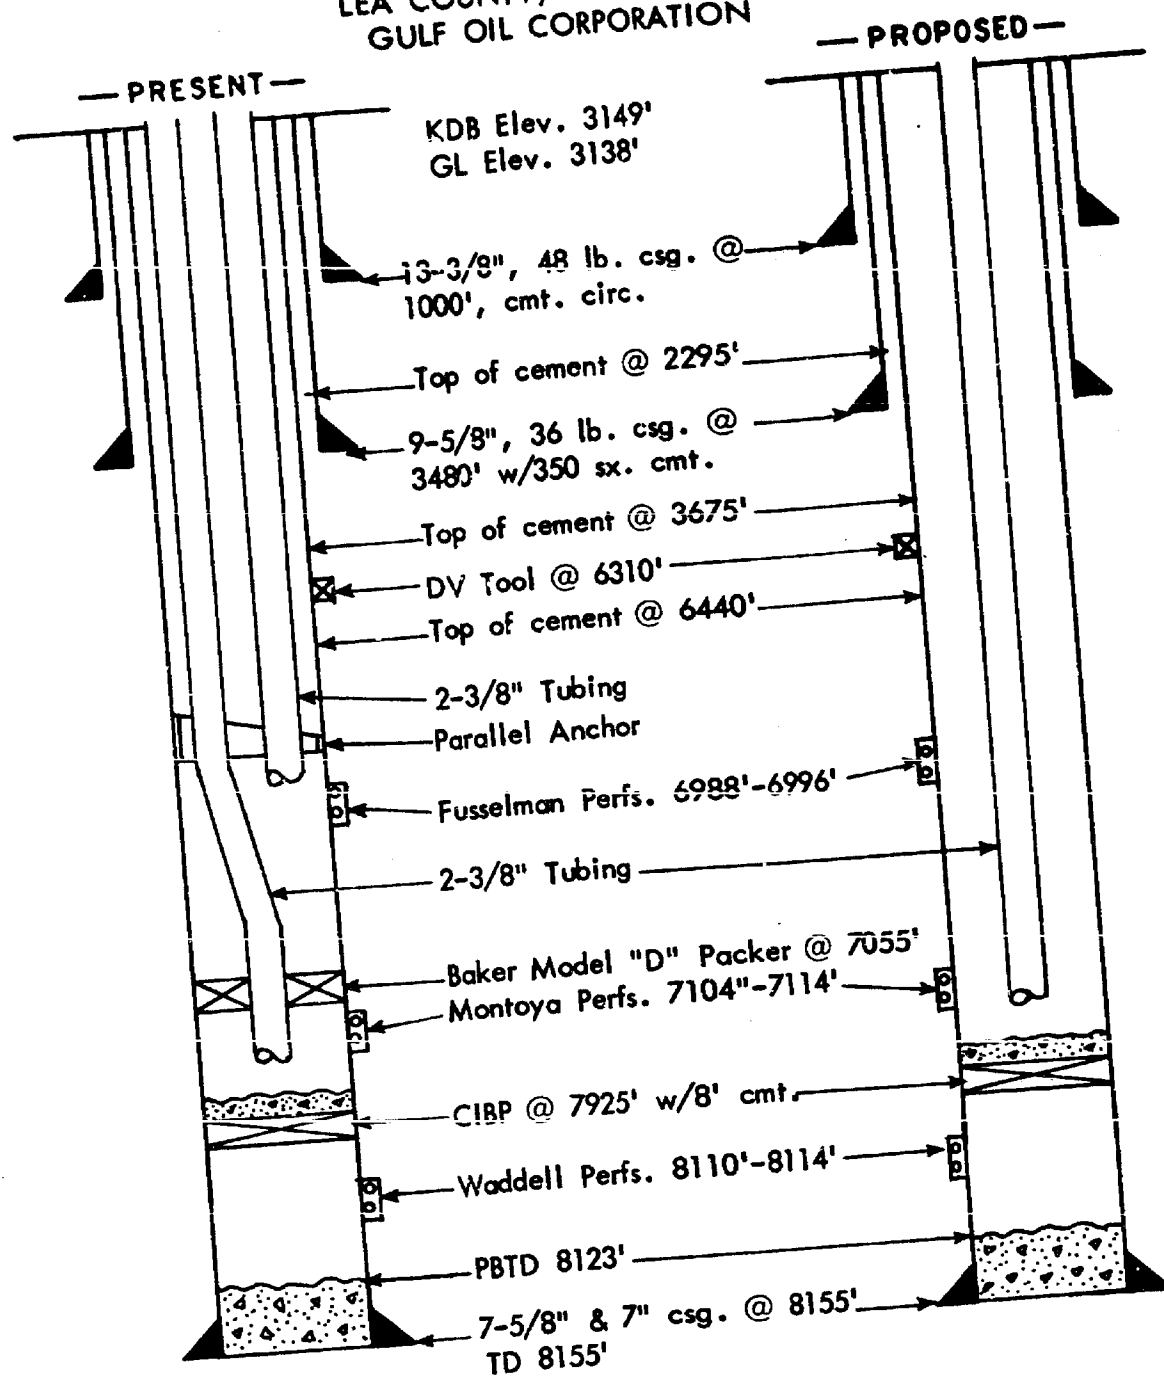 LEA COUNTY,
GULF OIL CORPORATION
— PRESENT —
— PROPOSED —
KDB Elev. 3149'
GL Elev. 3138'
13-3/8", 48 lb. csg. @
1000', cmt. circ.
Top of cement @ 2295'
9-5/8", 36 lb. csg. @
3480' w/350 sx. cmt.
Top of cement @ 3675'
DV Tool @ 6310'
Top of cement @ 6440'
2-3/8" Tubing
Parallel Anchor
Fusselman Perfs. 6988'-6996'
2-3/8" Tubing
Baker Model "D" Packer @ 7055'
Montoya Perfs. 7104"-7114'
CIBP @ 7925' w/8' cmt.
Waddell Perfs. 8110'-8114'
PBTD 8123'
7-5/8" & 7" csg. @ 8155'
TD 8155'